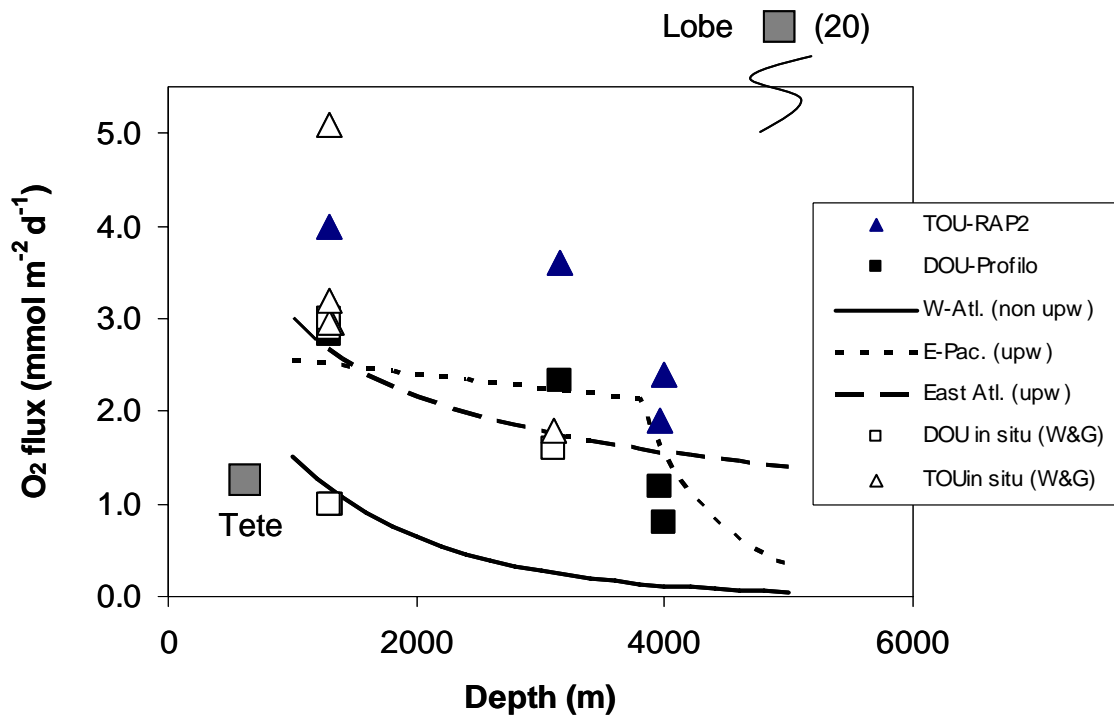 Lobe (20)
5.0
4.0
3.0
2.0
1.0
0.0
O2 flux (mmol m-2 d-1)
Tete
0 2000 4000 6000
Depth (m)
TOU-RAP2
DOU-Profilo
W-Atl. (non upw)
E-Pac. (upw)
East Atl. (upw)
DOU in situ (W&G)
TOUin situ (W&G)